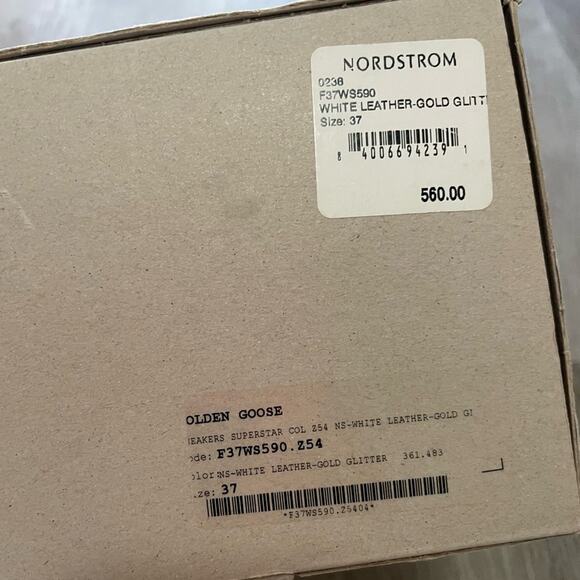 NORDSTROM
0238
F37WS590
WHITE LEATHER-GOLD GLITT
Size: 37
8 4006694239 1
560.00
OLDEN GOOSE
EAKERS SUPERSTAR COL Z54 NS-WHITE LEATHER-GOLD GI
ode: F37WS590.Z54
olor:NS-WHITE LEATHER-GOLD GLITTER 361.483
ze: 37
*F37WS590.Z5404*